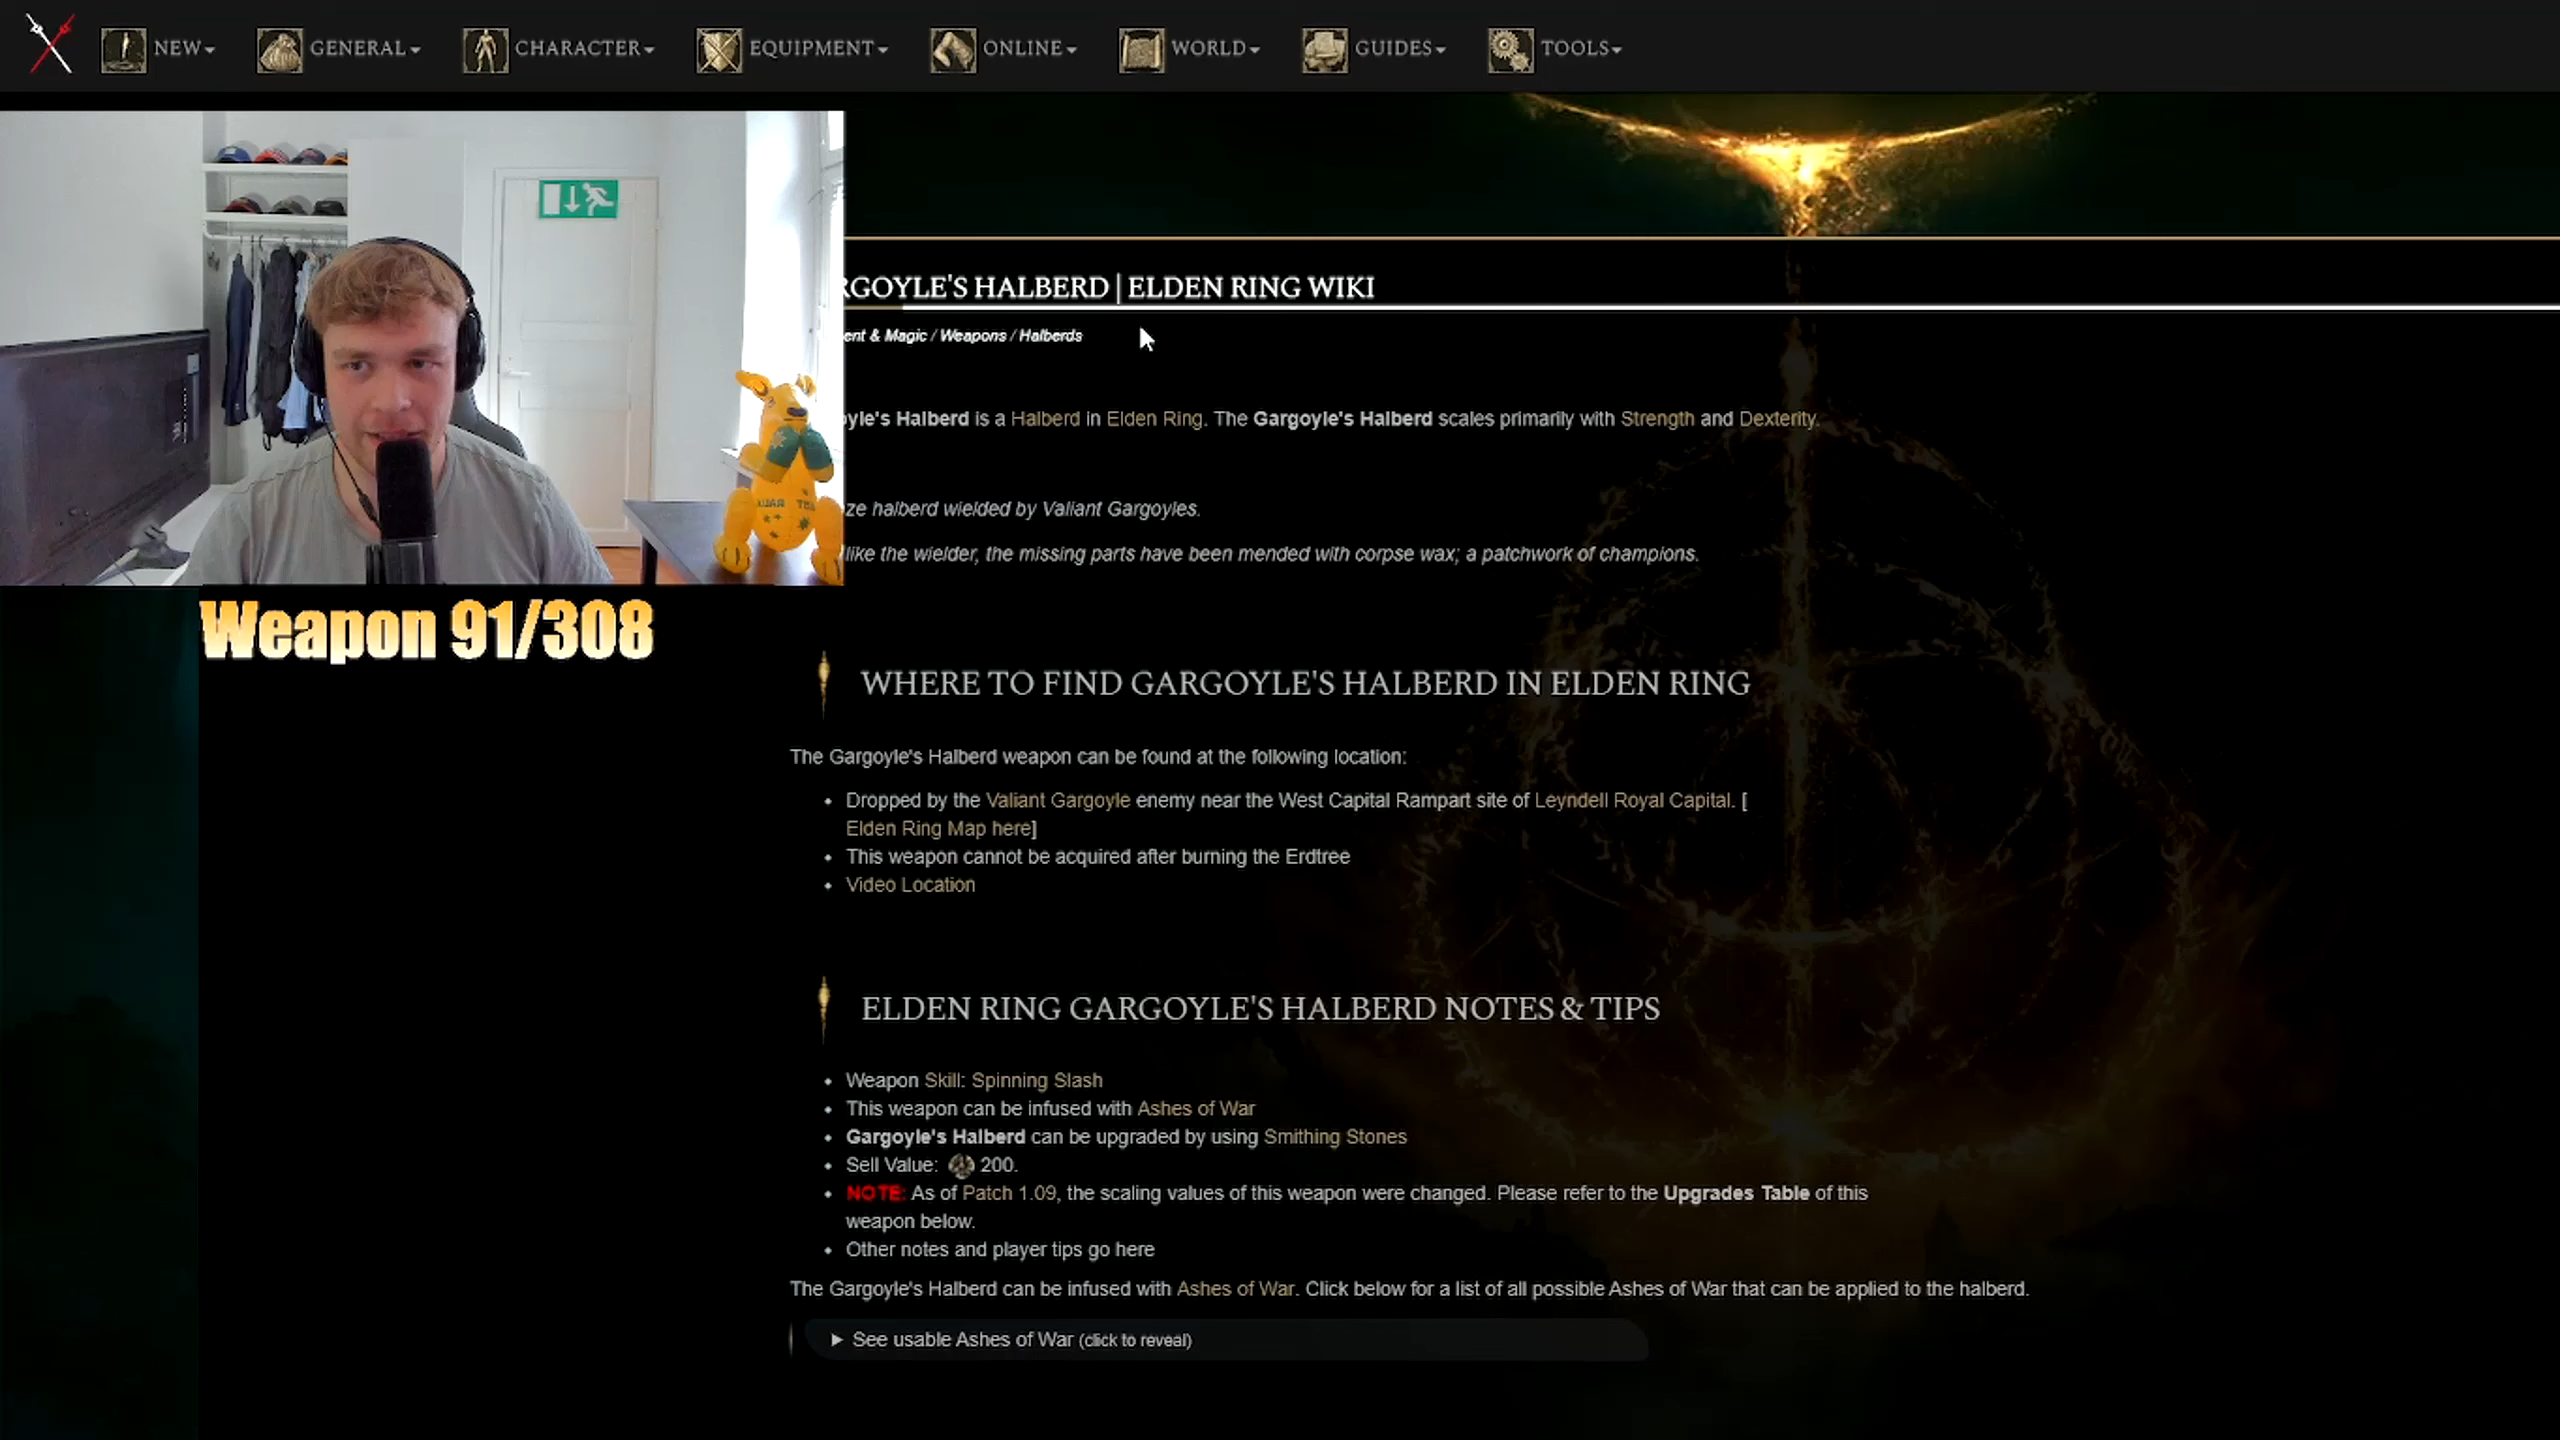 NEW
GENERAL
CHARACTER
EQUIPMENT
ONLINE
WORLD
GUIDES
TOOLS
RGOYLE'S HALBERD | ELDEN RING WIKI
ent & Magic / Weapons / Halberds
yle's Halberd is a Halberd in Elden Ring. The Gargoyle's Halberd scales primarily with Strength and Dexterity.
ze halberd wielded by Valiant Gargoyles.
like the wielder, the missing parts have been mended with corpse wax; a patchwork of champions.
Weapon 91/308
WHERE TO FIND GARGOYLE'S HALBERD IN ELDEN RING
The Gargoyle's Halberd weapon can be found at the following location:
• Dropped by the Valiant Gargoyle enemy near the West Capital Rampart site of Leyndell Royal Capital. [
Elden Ring Map here]
• This weapon cannot be acquired after burning the Erdtree
• Video Location
ELDEN RING GARGOYLE'S HALBERD NOTES & TIPS
• Weapon Skill: Spinning Slash
• This weapon can be infused with Ashes of War
• Gargoyle's Halberd can be upgraded by using Smithing Stones
• Sell Value: 200.
• NOTE: As of Patch 1.09, the scaling values of this weapon were changed. Please refer to the Upgrades Table of this
weapon below.
• Other notes and player tips go here
The Gargoyle's Halberd can be infused with Ashes of War. Click below for a list of all possible Ashes of War that can be applied to the halberd.
► See usable Ashes of War (click to reveal)